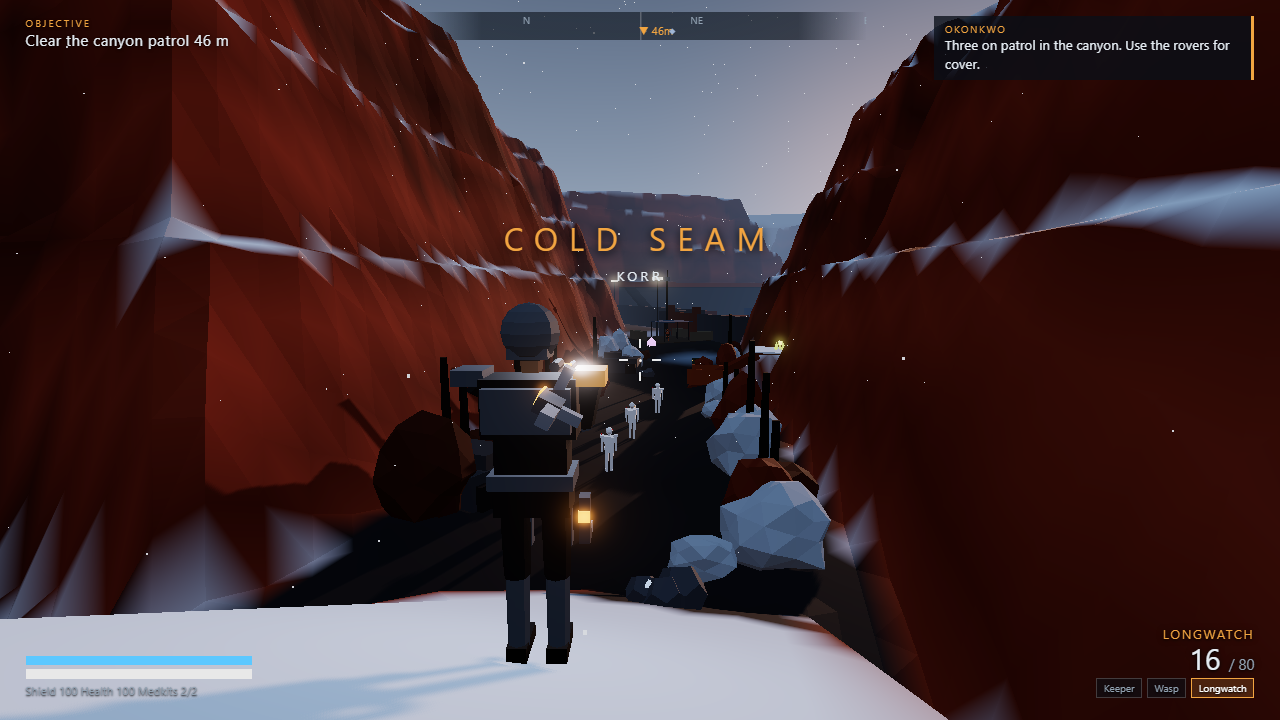 OBJECTIVE
Clear the canyon patrol 46 m
N
NE
46m
OKONKWO
Three on patrol in the canyon. Use the rovers for
cover.
COLD SEAM
KORR
Shield 100 Health 100 Medkits 2/2
LONGWATCH
16 / 80
Keeper
Wasp
Longwatch